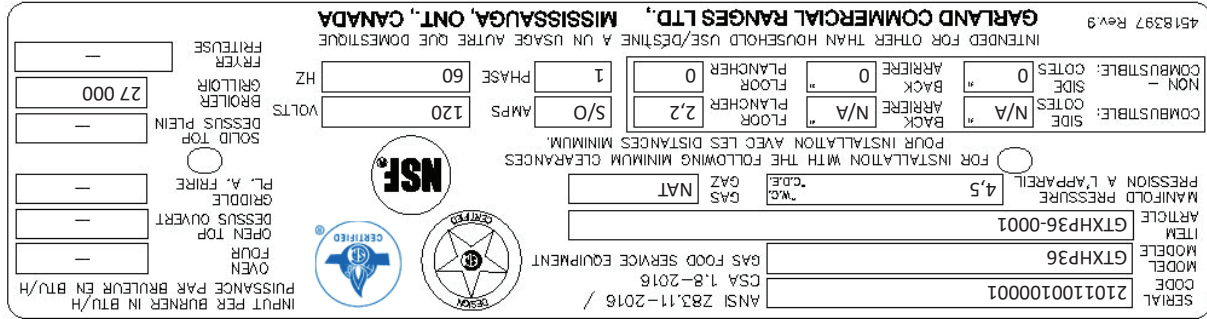 SERIAL
CODE
2101100100001
MODEL
MODELE
GTXHP36
ITEM
ARTICLE
GTXHP36-0001
ANSI Z83.11-2016 /
CSA 1.8-2016
GAS FOOD SERVICE EQUIPMENT
DESIGN
CERTIFIED
CERTIFIED
®
MANIFOLD PRESSURE
PRESSION A L'APPAREIL
4,5
"W.C.
"C.D.E.
GAS
GAZ
NAT
NSF®
FOR INSTALLATION WITH THE FOLLOWING MINIMUM CLEARANCES
POUR INSTALLATION AVEC LES DISTANCES MINIMUM.
COMBUSTIBLE:
SIDE
COTES
N/A "
BACK
ARRIERE
N/A "
FLOOR
PLANCHER
2,2
NON -
COMBUSTIBLE:
SIDE
COTES
0 "
BACK
ARRIERE
0 "
FLOOR
PLANCHER
0
S/O AMPS
120 VOLTS
1 PHASE
60 HZ
INPUT PER BURNER IN BTU/H
PUISSANCE PAR BRULEUR EN BTU/H
OVEN
FOUR
—
OPEN TOP
DESSUS OUVERT
—
GRIDDLE
PL. A. FRIRE
—
SOLID TOP
DESSUS PLEIN
—
BROILER
GRILLOIR
27 000
FRYER
FRITEUSE
—
INTENDED FOR OTHER THAN HOUSEHOLD USE/DESTINE A UN USAGE AUTRE QUE DOMESTIQUE
4518397 Rev.9
GARLAND COMMERCIAL RANGES LTD., MISSISSAUGA, ONT., CANADA